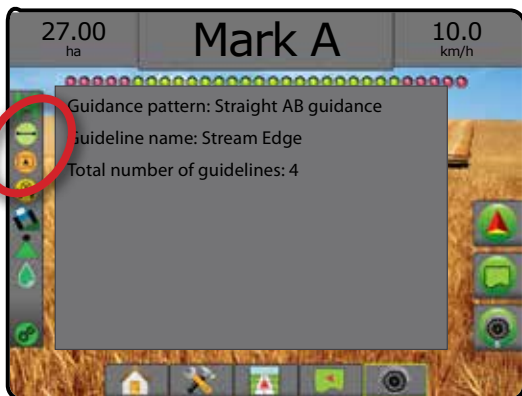 27.00
ha
Mark A
10.0
km/h
Guidance pattern: Straight AB guidance
Guideline name: Stream Edge
Total number of guidelines: 4